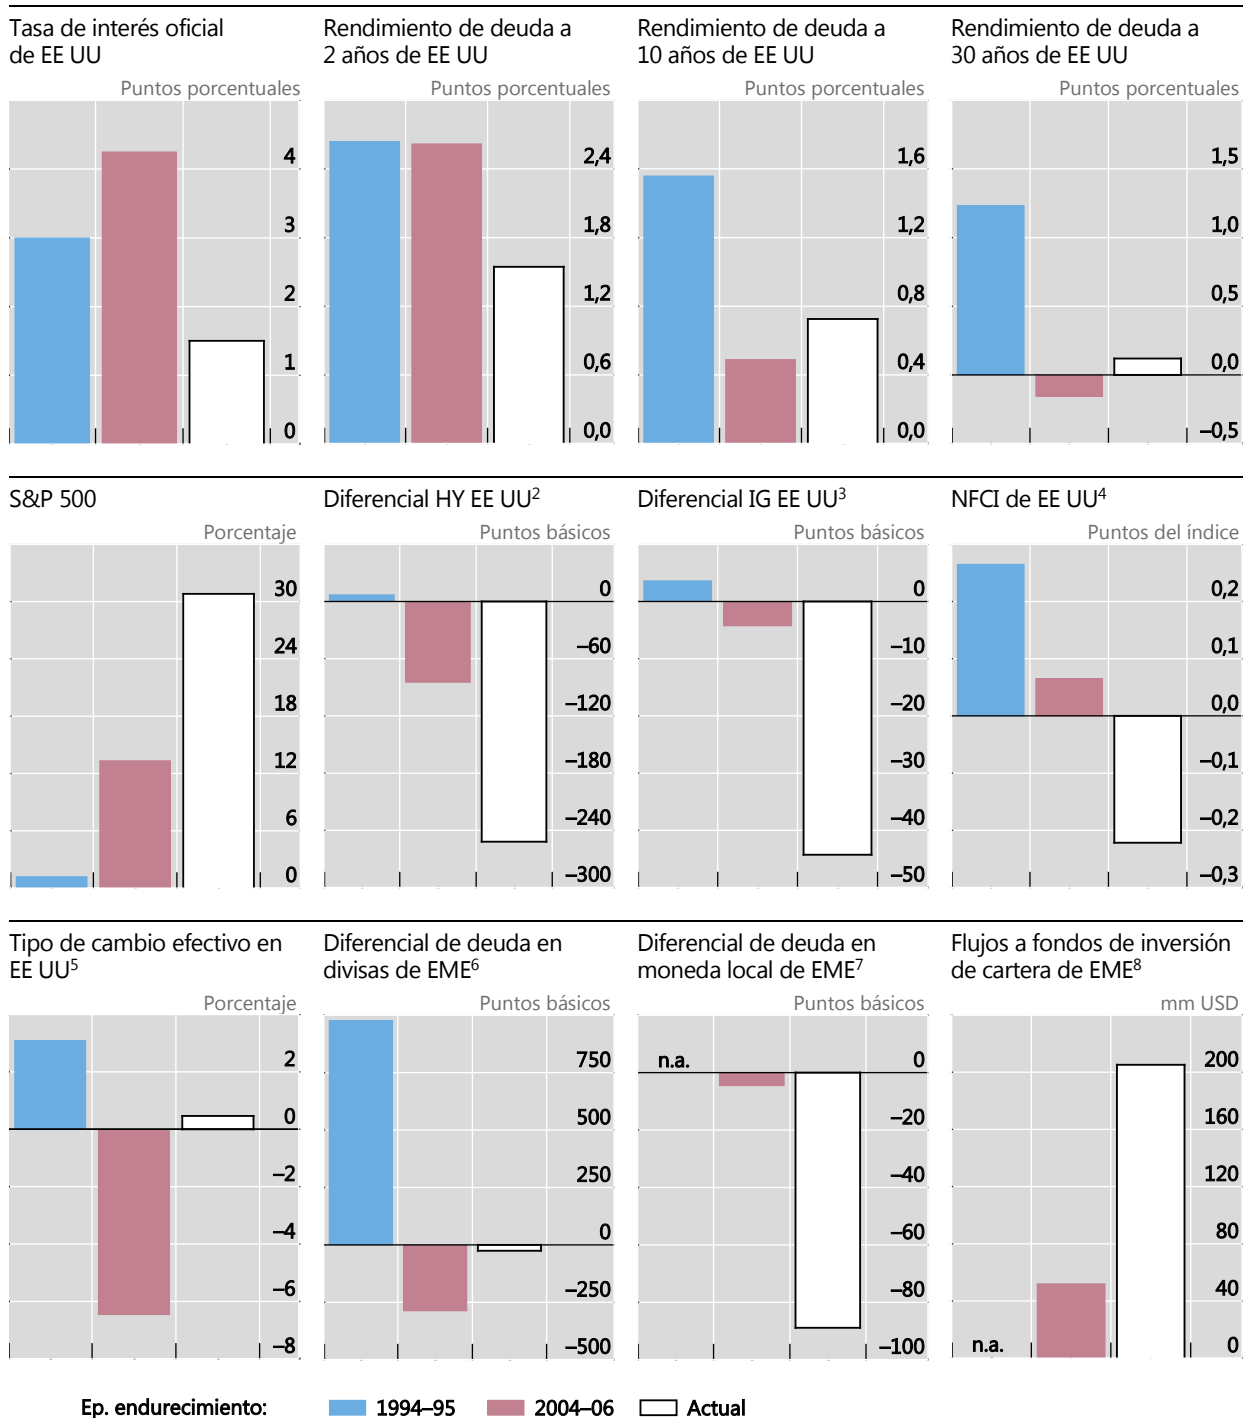 Tasa de interés oficial
de EE UU
Puntos porcentuales
4
3
2
1
0
Rendimiento de deuda a
2 años de EE UU
Puntos porcentuales
2,4
1,8
1,2
0,6
0,0
Rendimiento de deuda a
10 años de EE UU
Puntos porcentuales
1,6
1,2
0,8
0,4
0,0
Rendimiento de deuda a
30 años de EE UU
Puntos porcentuales
1,5
1,0
0,5
0,0
–0,5
S&P 500
Porcentaje
30
24
18
12
6
0
Diferencial HY EE UU²
Puntos básicos
0
–60
–120
–180
–240
–300
Diferencial IG EE UU³
Puntos básicos
0
–10
–20
–30
–40
–50
NFCI de EE UU⁴
Puntos del índice
0,2
0,1
0,0
–0,1
–0,2
–0,3
Tipo de cambio efectivo en
EE UU⁵
Porcentaje
2
0
–2
–4
–6
–8
Diferencial de deuda en
divisas de EME⁶
Puntos básicos
750
500
250
0
–250
–500
Diferencial de deuda en
moneda local de EME⁷
Puntos básicos
n.a.
0
–20
–40
–60
–80
–100
Flujos a fondos de inversión
de cartera de EME⁸
mm USD
200
160
120
80
40
0
n.a.
Ep. endurecimiento: 1994–95 2004–06 Actual